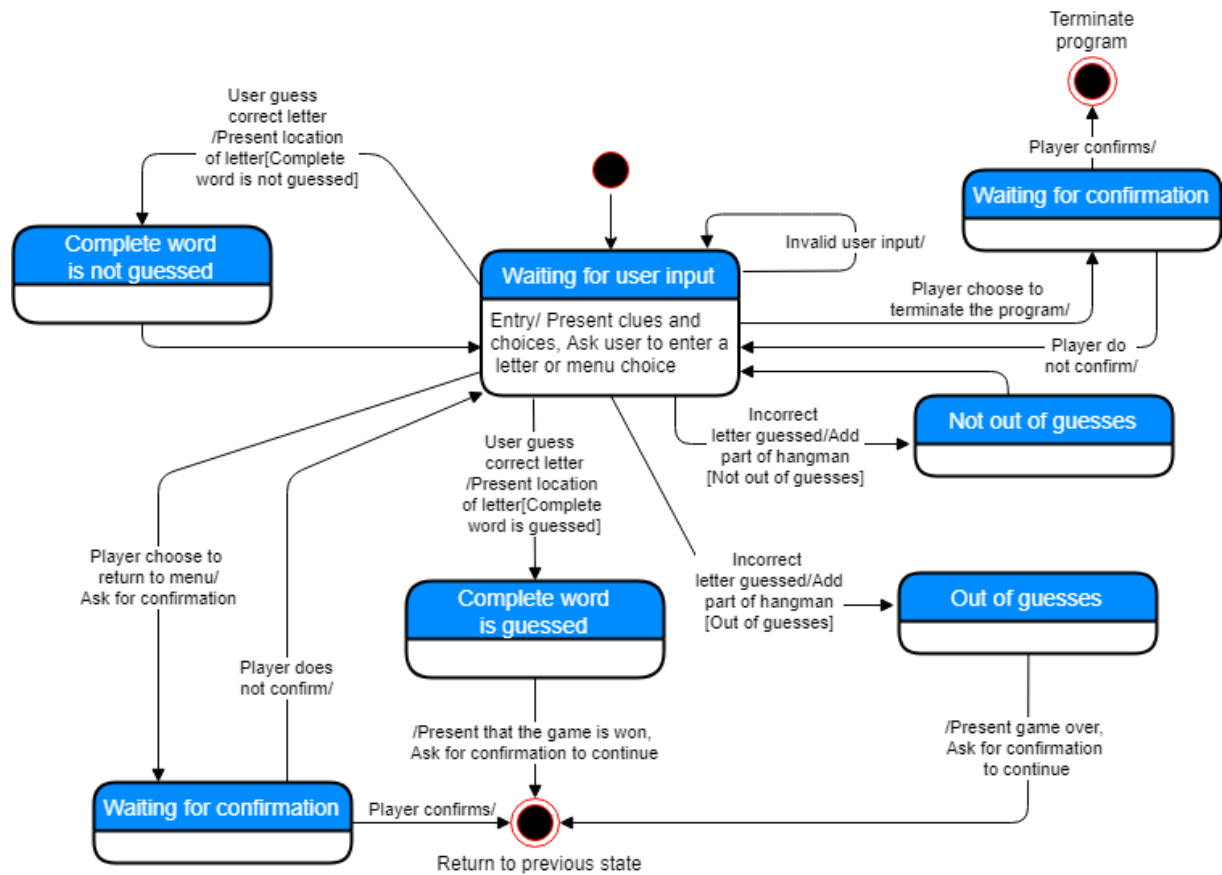 Terminate
program
User guess
correct letter
/Present location
of letter[Complete
word is not guessed]
Player confirms/
Waiting for confirmation
Complete word
is not guessed
Invalid user input/
Waiting for user input
Entry/ Present clues and
choices, Ask user to enter a
letter or menu choice
Player choose to
terminate the program/
Player do
not confirm/
Not out of guesses
Incorrect
letter guessed/Add
part of hangman
[Not out of guesses]
User guess
correct letter
/Present location
of letter[Complete
word is guessed]
Player choose to
return to menu/
Ask for confirmation
Incorrect
letter guessed/Add
part of hangman
[Out of guesses]
Out of guesses
Complete word
is guessed
Player does
not confirm/
/Present that the game is won,
Ask for confirmation to continue
/Present game over,
Ask for confirmation
to continue
Waiting for confirmation
Player confirms/
Return to previous state